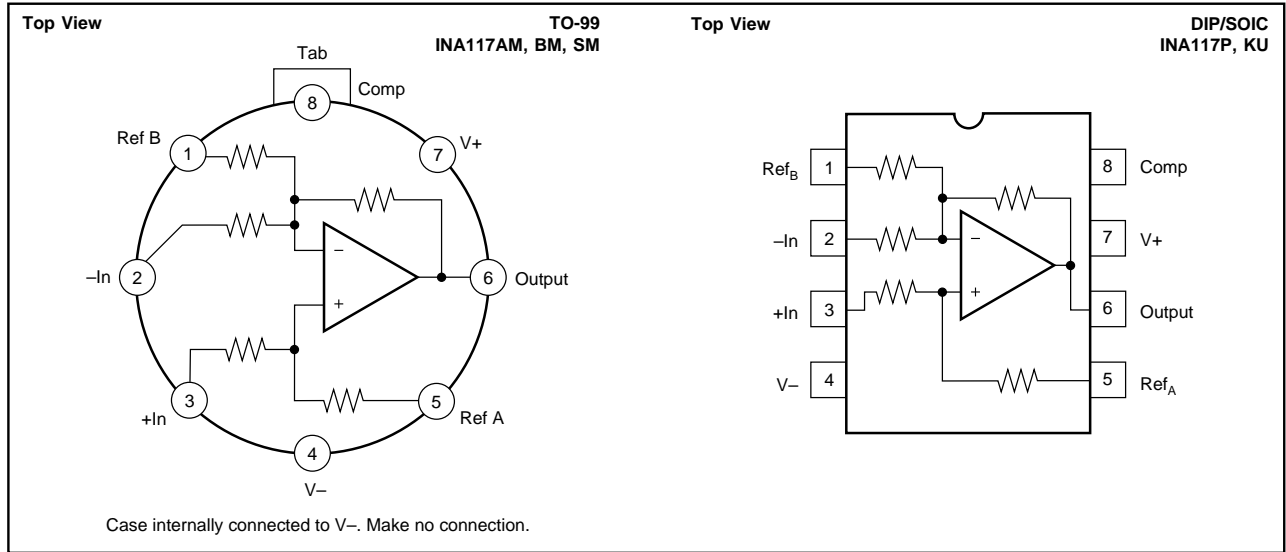 Top View
TO-99
INA117AM, BM, SM
Tab
8
Comp
Ref B
1
7
V+
–In
2
−
+
6
Output
3
+In
5
Ref A
4
V–
Case internally connected to V–. Make no connection.
Top View
DIP/SOIC
INA117P, KU
RefB
1
8
Comp
–In
2
−
7
V+
+In
3
+
6
Output
V–
4
5
RefA